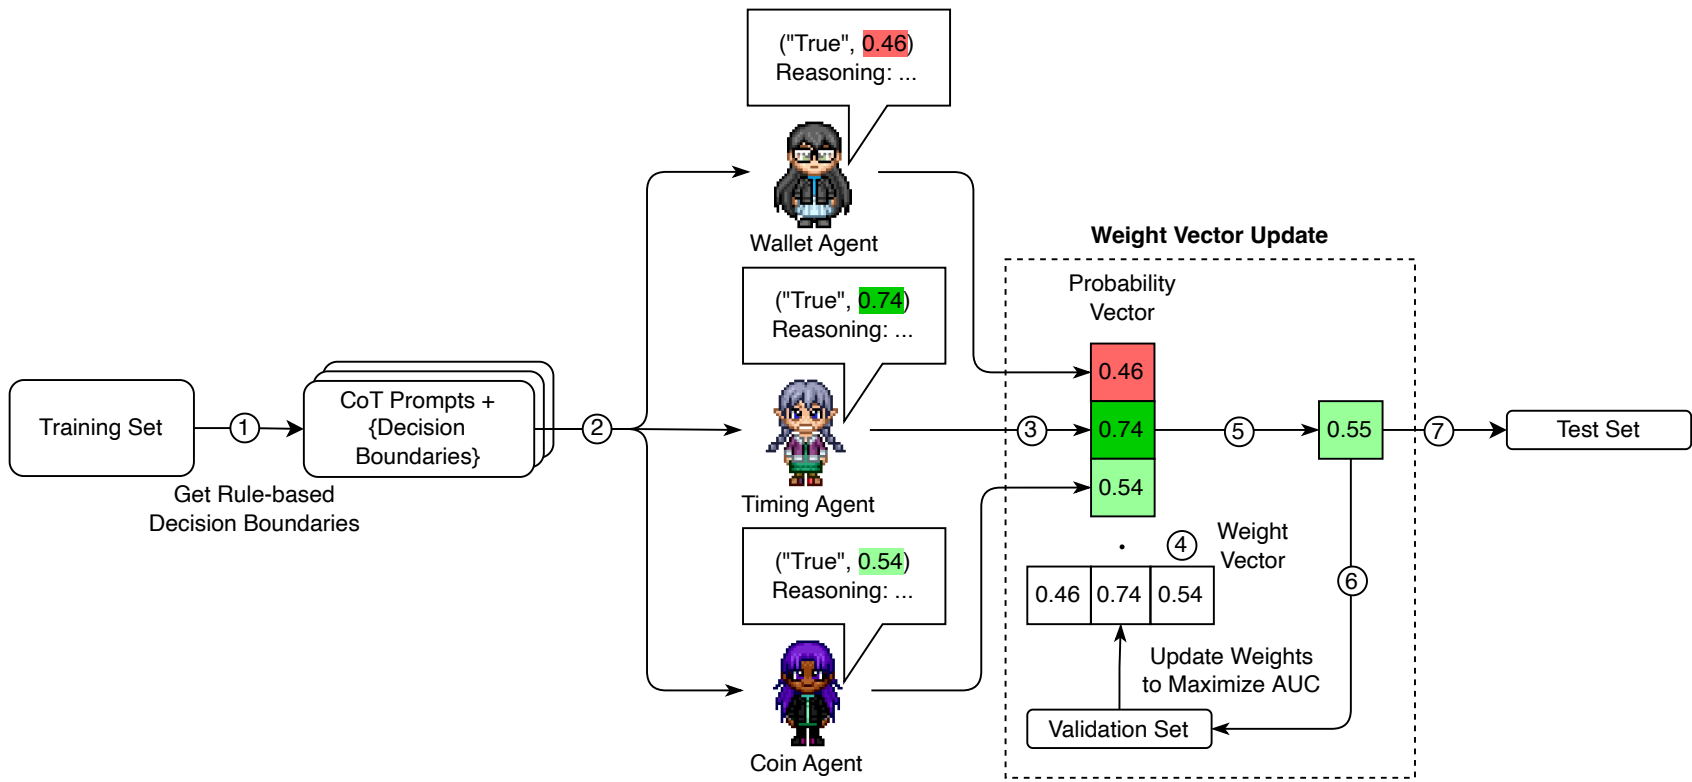 ("True", 0.46)
Reasoning: ...
Wallet Agent
("True", 0.74)
Reasoning: ...
Timing Agent
("True", 0.54)
Reasoning: ...
Coin Agent
Training Set
1
Get Rule-based
Decision Boundaries
CoT Prompts +
{Decision
Boundaries}
2
Weight Vector Update
Probability
Vector
0.46
3
0.74
0.54
5
0.55
7
Test Set
·
4
Weight
Vector
0.46 0.74 0.54
6
Update Weights
to Maximize AUC
Validation Set